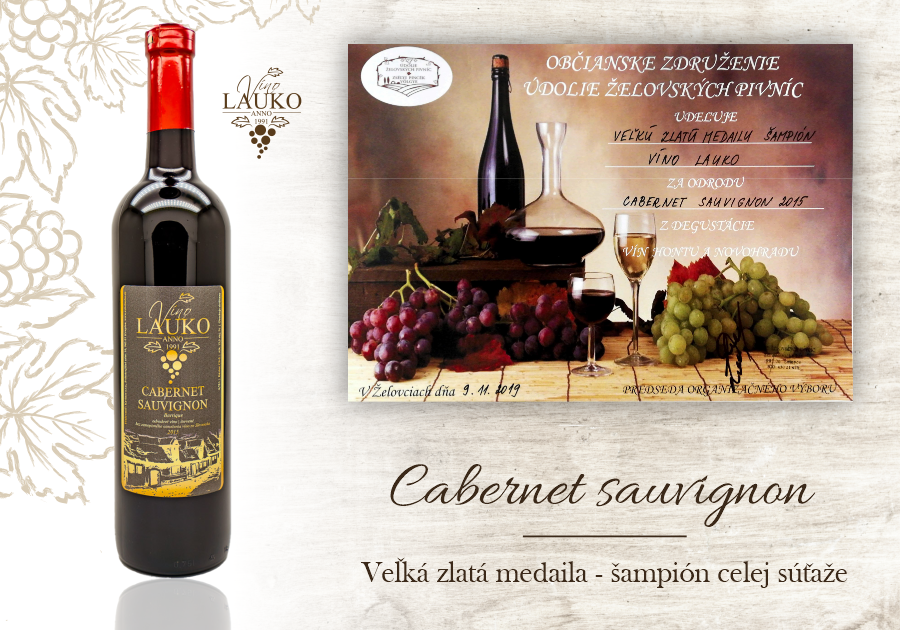 Víno
LAUKO
ANNO
1991
Víno
LAUKO
ANNO
1991
CABERNET
SAUVIGNON
Barrique
2015
OBČIANSKE ZDRUŽENIE
ÚDOLIE ŽELOVSKÝCH PIVNÍC
UDEĽUJE
VEĽKÚ ZLATÚ MEDAILU ŠAMPIÓN
VÍNO LAUKO
ZA ODRODU
CABERNET SAUVIGNON 2015
Z DEGUSTÁCIE
VÍN HONTU A NOVOHRADU
V Želovciach dňa 9.11.2019
PREDSEDA ORGANIZAČNÉHO VÝBORU
Cabernet sauvignon
Veľká zlatá medaila - šampión celej súťaže